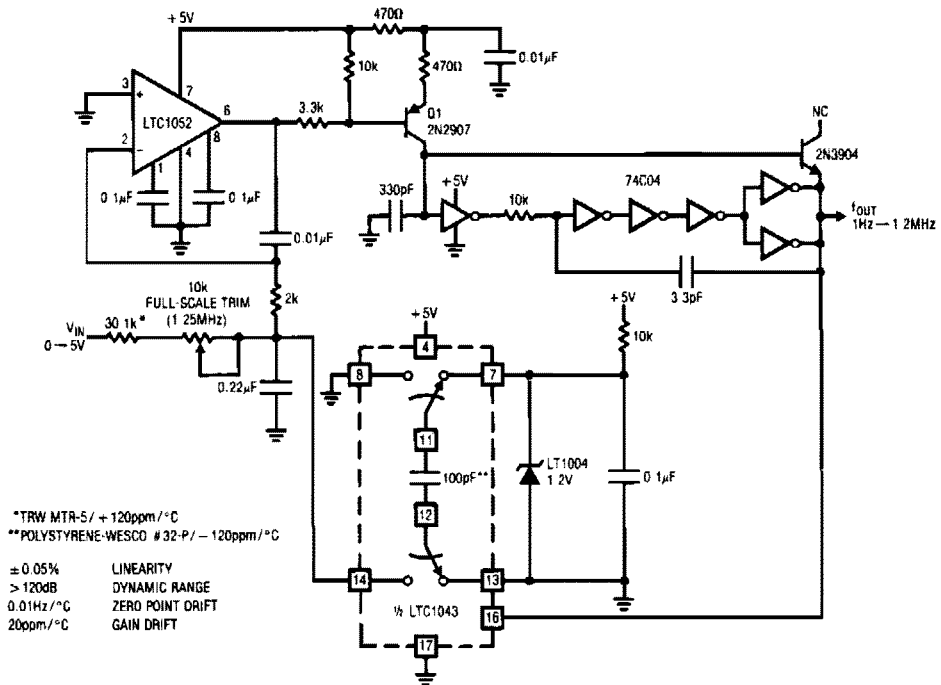 +5V
470Ω
10k
470Ω
0.01µF
3
+
7
LTC1052
6
3.3k
Q1
2N2907
NC
2
−
8
1
4
2N3904
0 1µF
0 1µF
330pF
+5V
10k
74C04
fOUT
1Hz—1 2MHz
0.01µF
3 3pF
10k
FULL-SCALE TRIM
(1 25MHz)
2k
VIN
0→5V
30 1k*
+5V
+5V
10k
4
8
7
0.22µF
11
100pF**
LT1004
1 2V
0 1µF
12
*TRW MTR-5/ +120ppm/°C
**POLYSTYRENE-WESCO #32-P/ − 120ppm/°C
±0.05% LINEARITY
>120dB DYNAMIC RANGE
0.01Hz/°C ZERO POINT DRIFT
20ppm/°C GAIN DRIFT
14
13
½ LTC1043
16
17